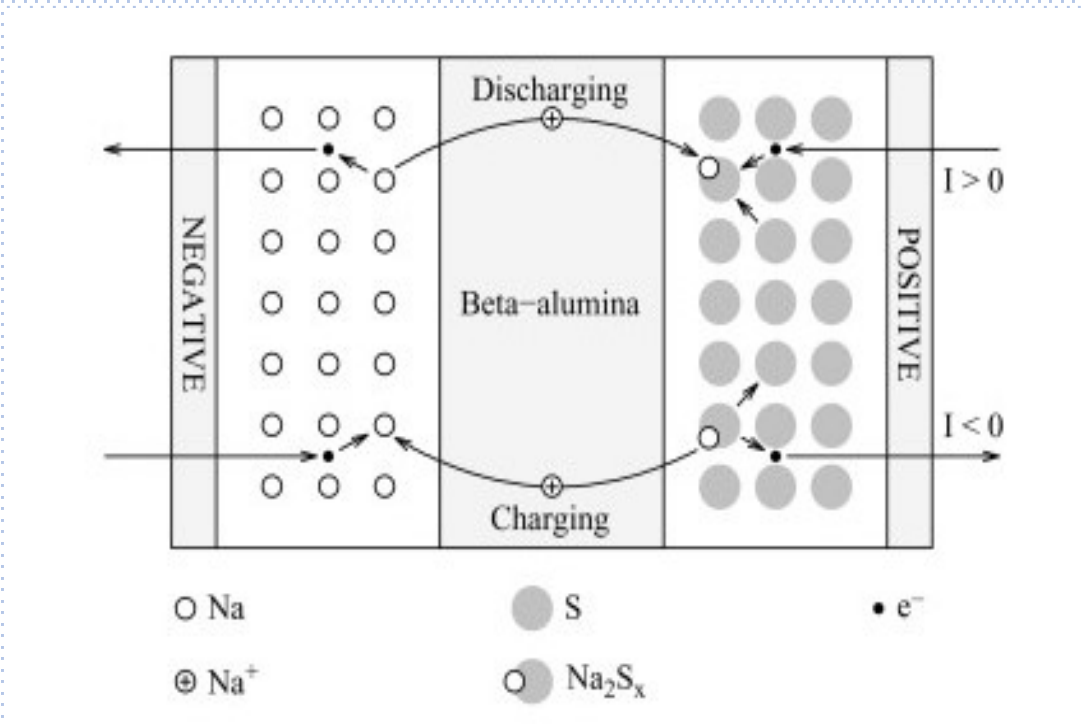 Discharging
I > 0
NEGATIVE
Beta−alumina
POSITIVE
I < 0
Charging
Na
S
e⁻
Na⁺
Na₂Sₓ